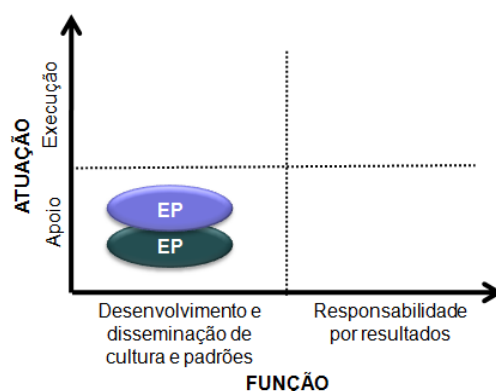 ATUAÇÃO
Execução
Apoio
EP
EP
Desenvolvimento e
disseminação de
cultura e padrões
Responsabilidade
por resultados
FUNÇÃO